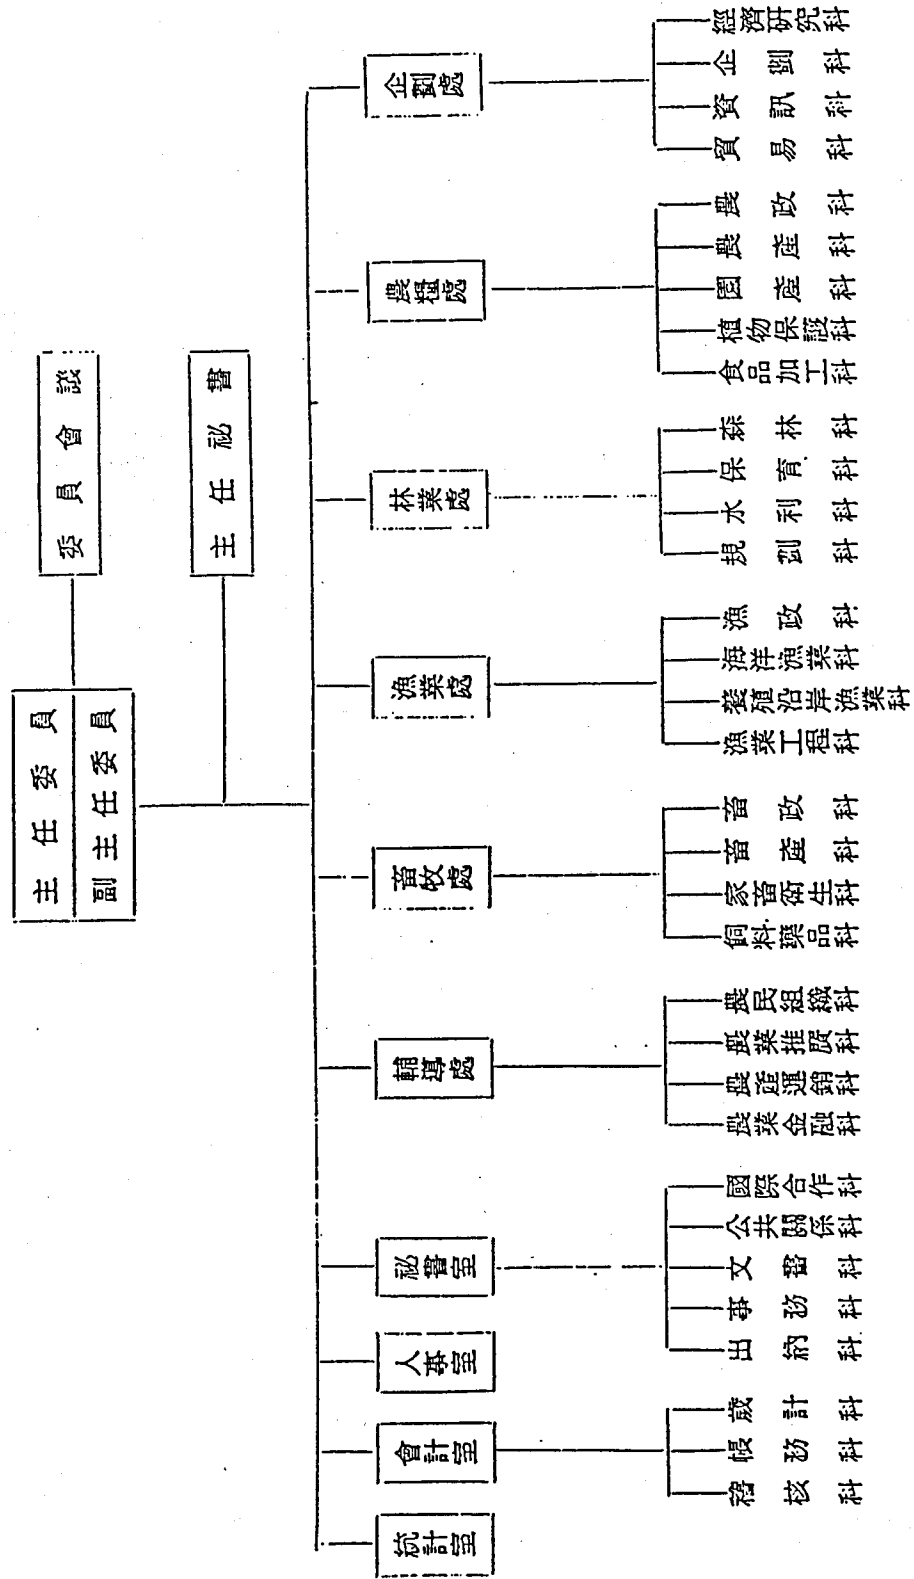 主任委員
副主任委員
委員會議
主任祕書
企劃處
經濟研究科
企劃科
資訊科
貿易科
農糧處
農政科
農產科
園產科
植物保護科
食品加工科
林業處
森林科
保育科
水利科
規劃科
漁業處
漁政科
海洋漁業科
養殖沿岸漁業科
漁業工程科
畜牧處
畜政科
畜產科
家畜衛生科
飼料藥品科
輔導處
農民組織科
農業推廣科
農產運銷科
農業金融科
祕書室
國際合作科
公共關係科
文書科
事務科
出納科
人事室
會計室
歲計科
帳務科
稽核科
統計室